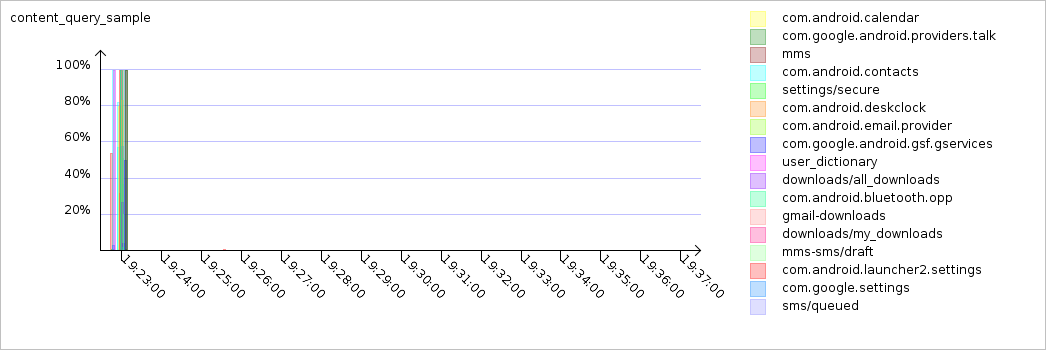 content_query_sample
100%
80%
60%
40%
20%
19:23:00
19:24:00
19:25:00
19:26:00
19:27:00
19:28:00
19:29:00
19:30:00
19:31:00
19:32:00
19:33:00
19:34:00
19:35:00
19:36:00
19:37:00
com.android.calendar
com.google.android.providers.talk
mms
com.android.contacts
settings/secure
com.android.deskclock
com.android.email.provider
com.google.android.gsf.gservices
user_dictionary
downloads/all_downloads
com.android.bluetooth.opp
gmail-downloads
downloads/my_downloads
mms-sms/draft
com.android.launcher2.settings
com.google.settings
sms/queued